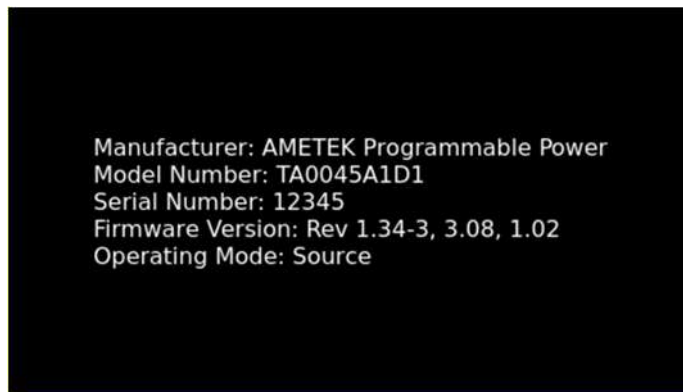 Manufacturer: AMETEK Programmable Power
Model Number: TA0045A1D1
Serial Number: 12345
Firmware Version: Rev 1.34-3, 3.08, 1.02
Operating Mode: Source